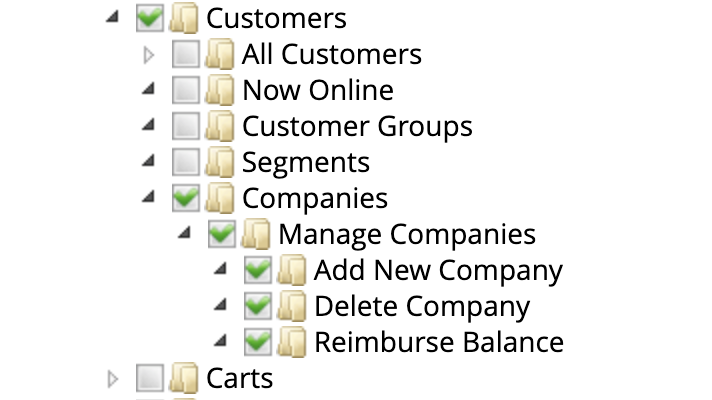 Customers
All Customers
Now Online
Customer Groups
Segments
Companies
Manage Companies
Add New Company
Delete Company
Reimburse Balance
Carts